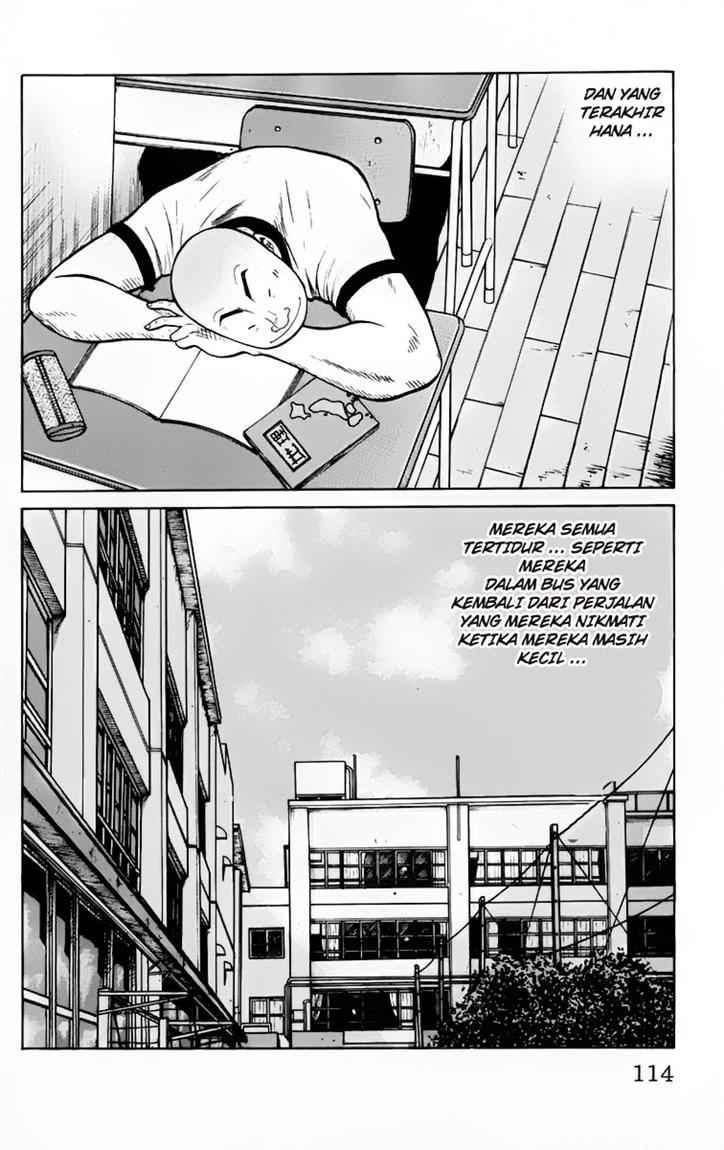 DAN YANG
TERAKHIR
HANA ...
MEREKA SEMUA
TERTIDUR ... SEPERTI
MEREKA
DALAM BUS YANG
KEMBALI DARI PERJALAN
YANG MEREKA NIKMATI
KETIKA MEREKA MASIH
KECIL ...
114